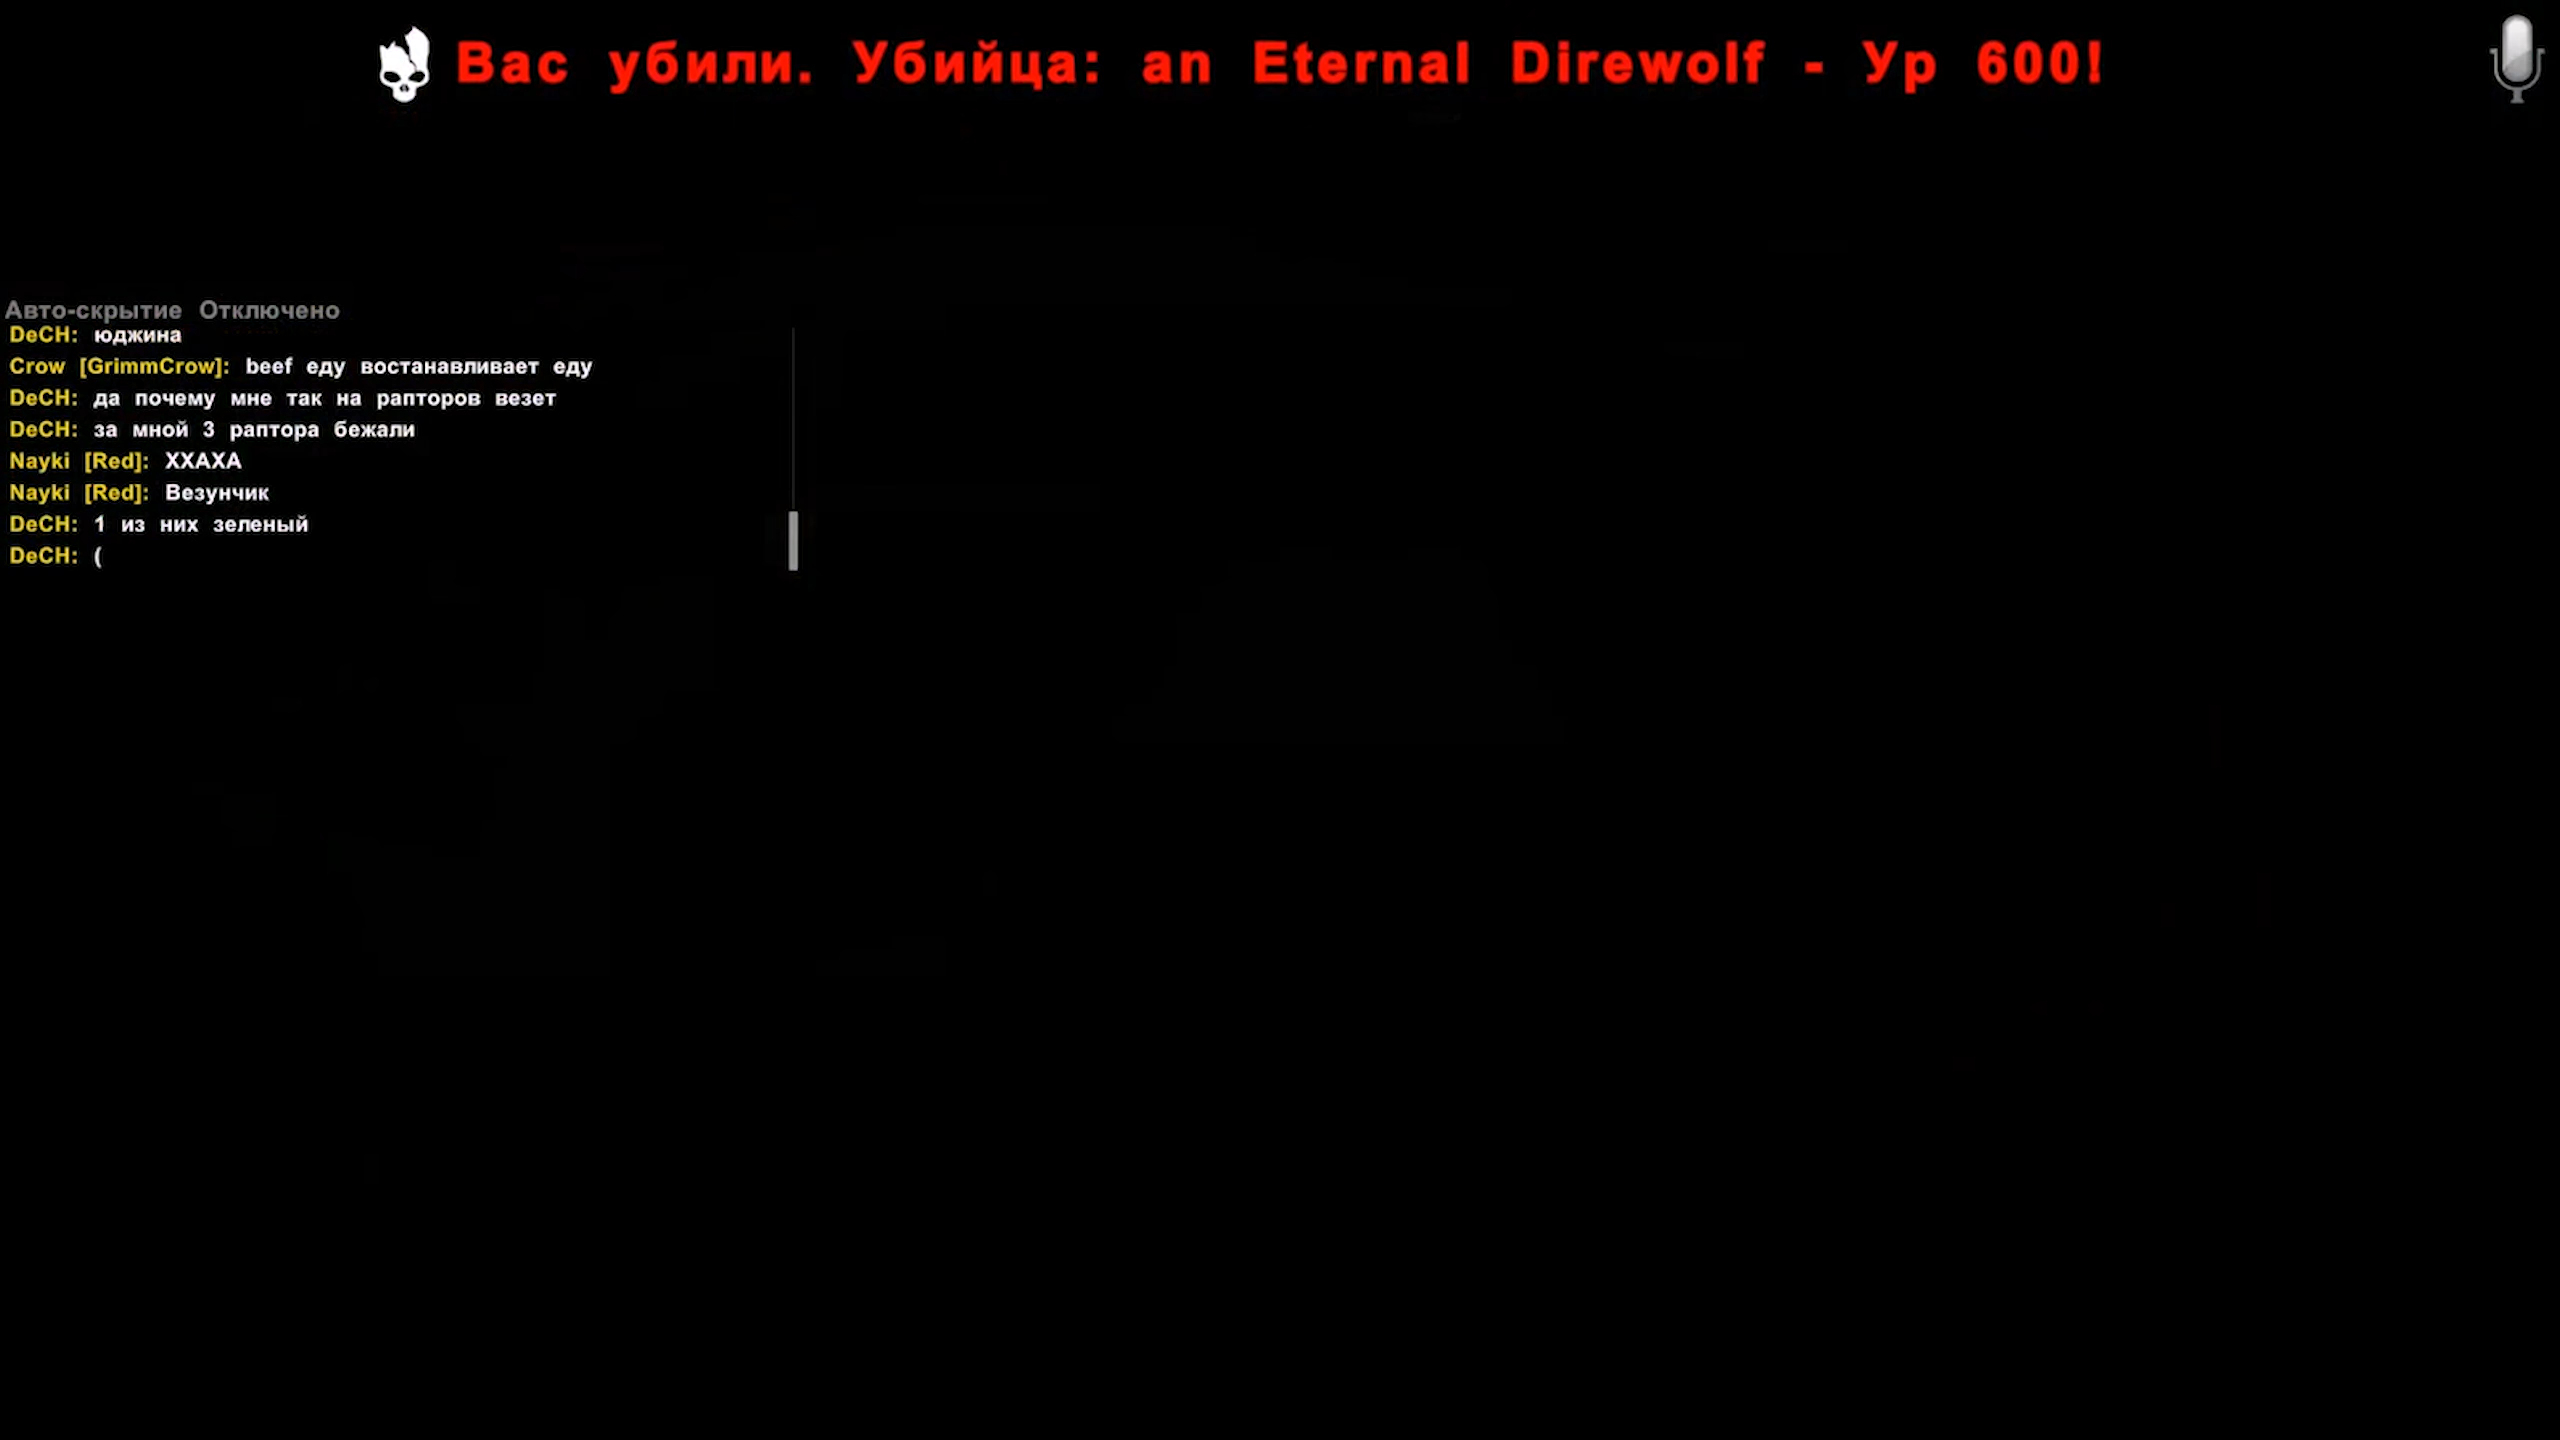 Вас убили. Убийца: an Eternal Direwolf - Ур 600!
Авто-скрытие Отключено
DeCH: юджина
Crow [GrimmCrow]: beef еду востанавливает еду
DeCH: да почему мне так на рапторов везет
DeCH: за мной 3 раптора бежали
Nayki [Red]: ХХАХА
Nayki [Red]: Везунчик
DeCH: 1 из них зеленый
DeCH: (